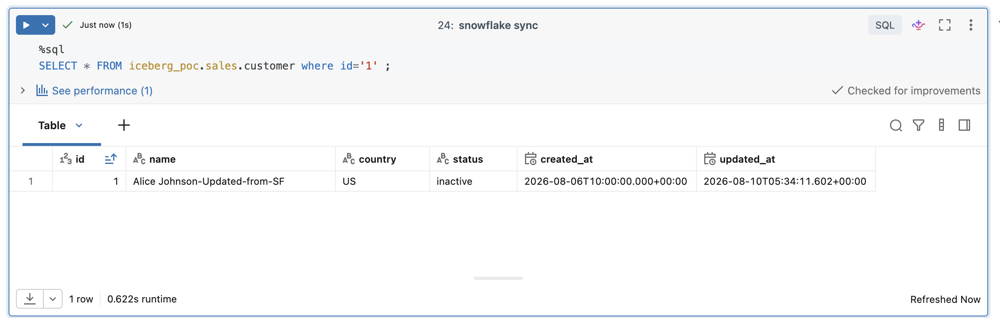 Just now (1s)
24: snowflake sync
SQL
%sql
SELECT * FROM iceberg_poc.sales.customer where id='1' ;
See performance (1)
Checked for improvements
Table
id name country status created_at updated_at
1 1 Alice Johnson-Updated-from-SF US inactive 2026-08-06T10:00:00.000+00:00 2026-08-10T05:34:11.602+00:00
1 row 0.622s runtime
Refreshed Now